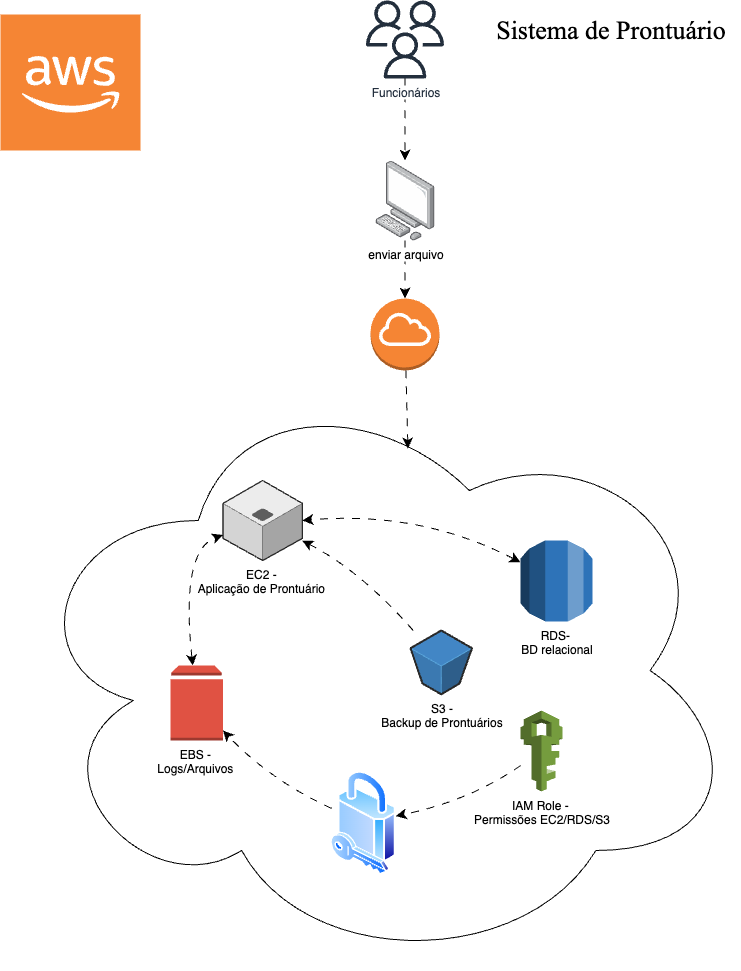 Sistema de Prontuário
aws
Funcionários
enviar arquivo
EC2 -
Aplicação de Prontuário
RDS-
BD relacional
S3 -
Backup de Prontuários
EBS -
Logs/Arquivos
IAM Role -
Permissões EC2/RDS/S3